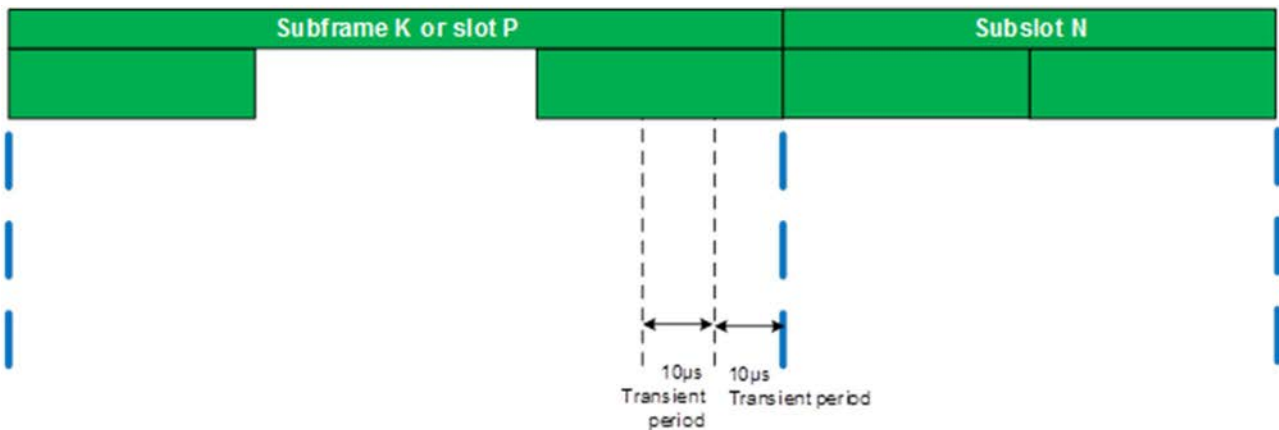 Subframe K or slot P
Subslot N
10µs
Transient
period
10µs
Transient period